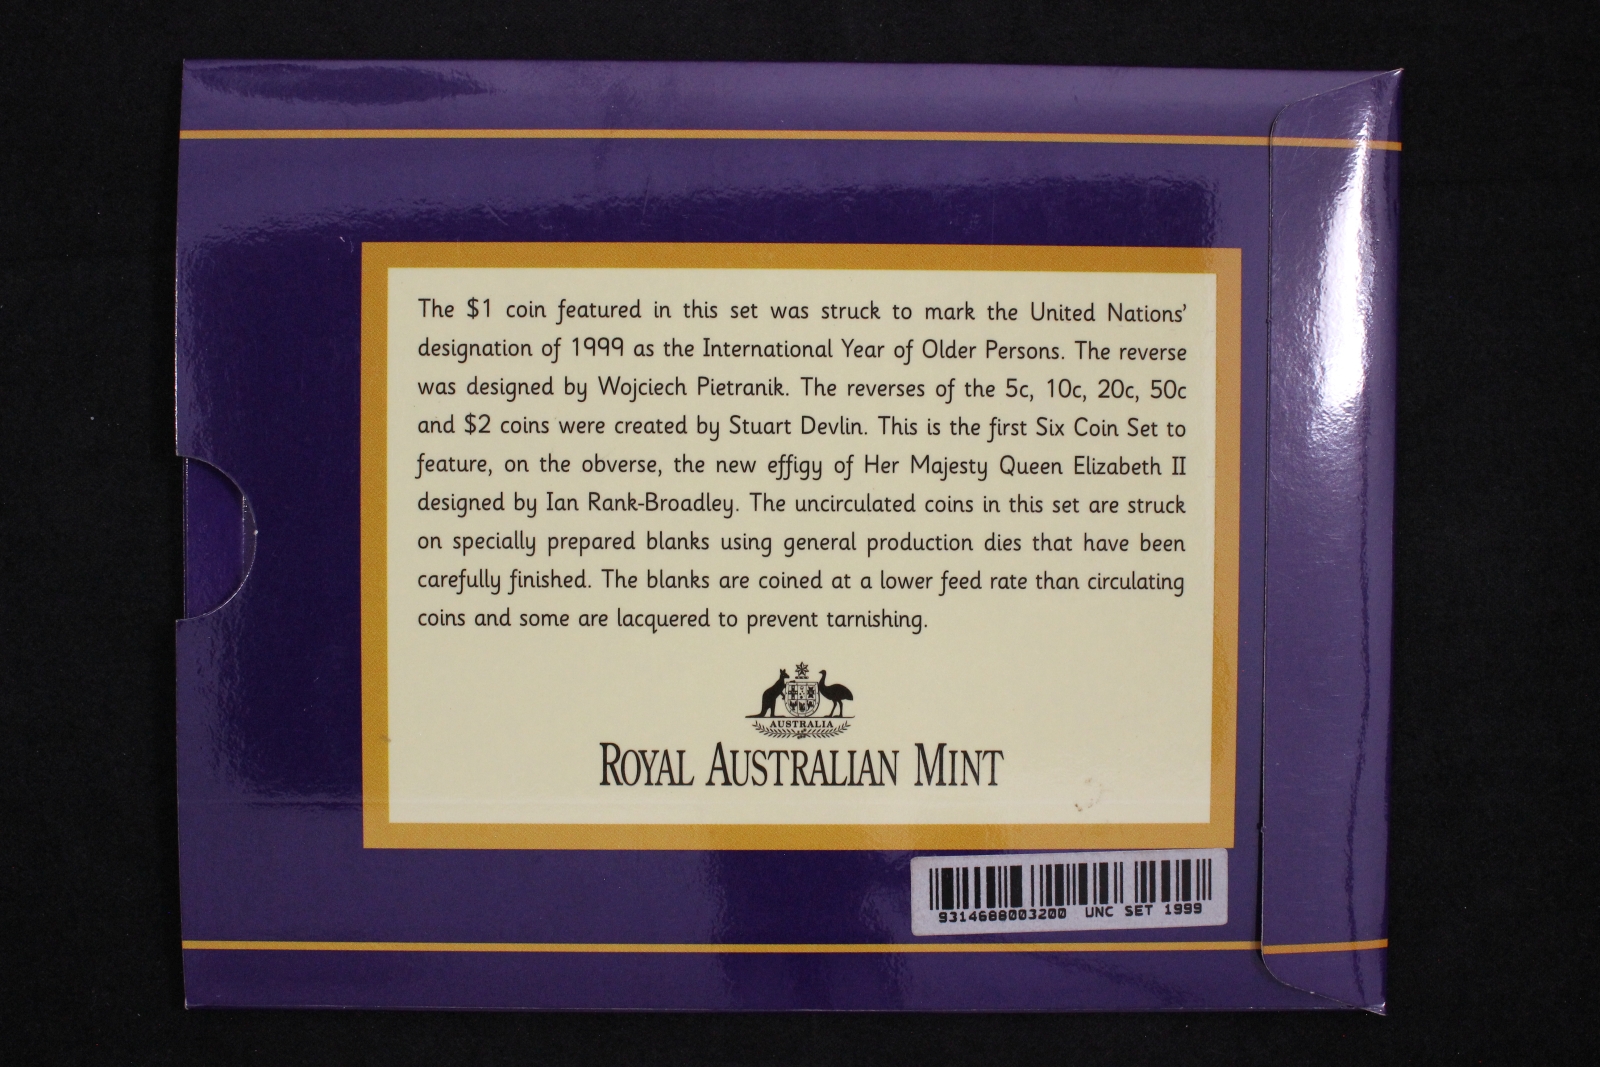 The $1 coin featured in this set was struck to mark the United Nations’
designation of 1999 as the International Year of Older Persons. The reverse
was designed by Wojciech Pietranik. The reverses of the 5c, 10c, 20c, 50c
and $2 coins were created by Stuart Devlin. This is the first Six Coin Set to
feature, on the obverse, the new effigy of Her Majesty Queen Elizabeth II
designed by Ian Rank-Broadley. The uncirculated coins in this set are struck
on specially prepared blanks using general production dies that have been
carefully finished. The blanks are coined at a lower feed rate than circulating
coins and some are lacquered to prevent tarnishing.
AUSTRALIA
ROYAL AUSTRALIAN MINT
9314688003200 UNC SET 1999